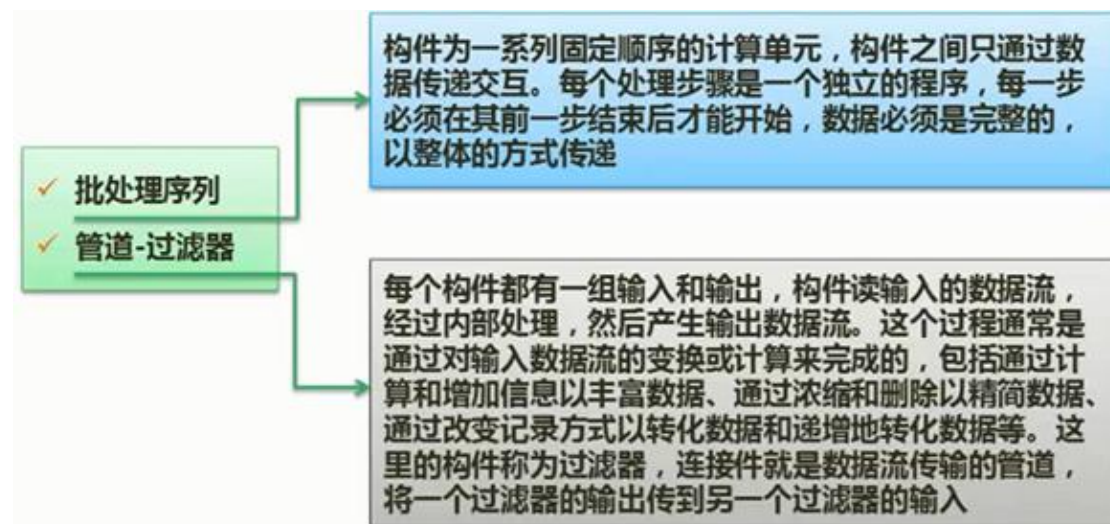 批处理序列
管道-过滤器
构件为一系列固定顺序的计算单元，构件之间只通过数
据传递交互。每个处理步骤是一个独立的程序，每一步
必须在其前一步结束后才能开始，数据必须是完整的，
以整体的方式传递
每个构件都有一组输入和输出，构件读输入的数据流，
经过内部处理，然后产生输出数据流。这个过程通常是
通过对输入数据流的变换或计算来完成的，包括通过计
算和增加信息以丰富数据、通过浓缩和删除以精简数据、
通过改变记录方式以转化数据和递增地转化数据等。这
里的构件称为过滤器，连接件就是数据流传输的管道，
将一个过滤器的输出传到另一个过滤器的输入